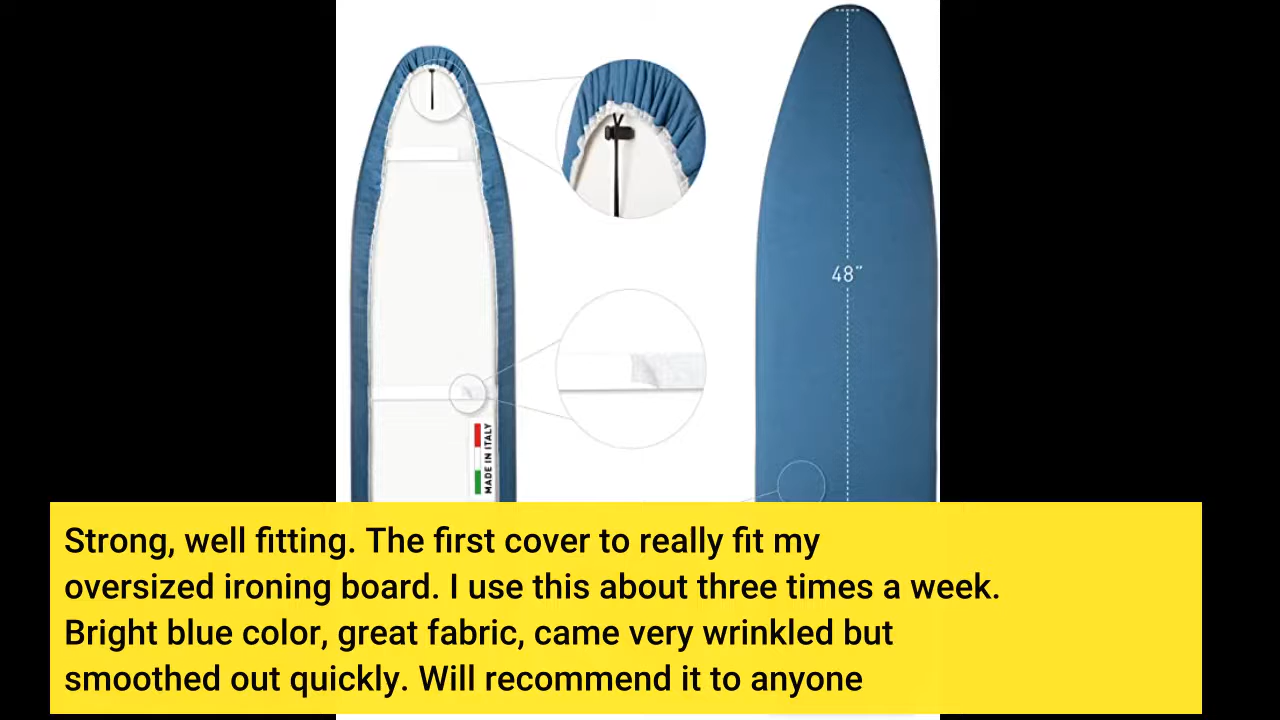 48"
MADE IN ITALY
Strong, well fitting. The first cover to really fit my
oversized ironing board. I use this about three times a week.
Bright blue color, great fabric, came very wrinkled but
smoothed out quickly. Will recommend it to anyone